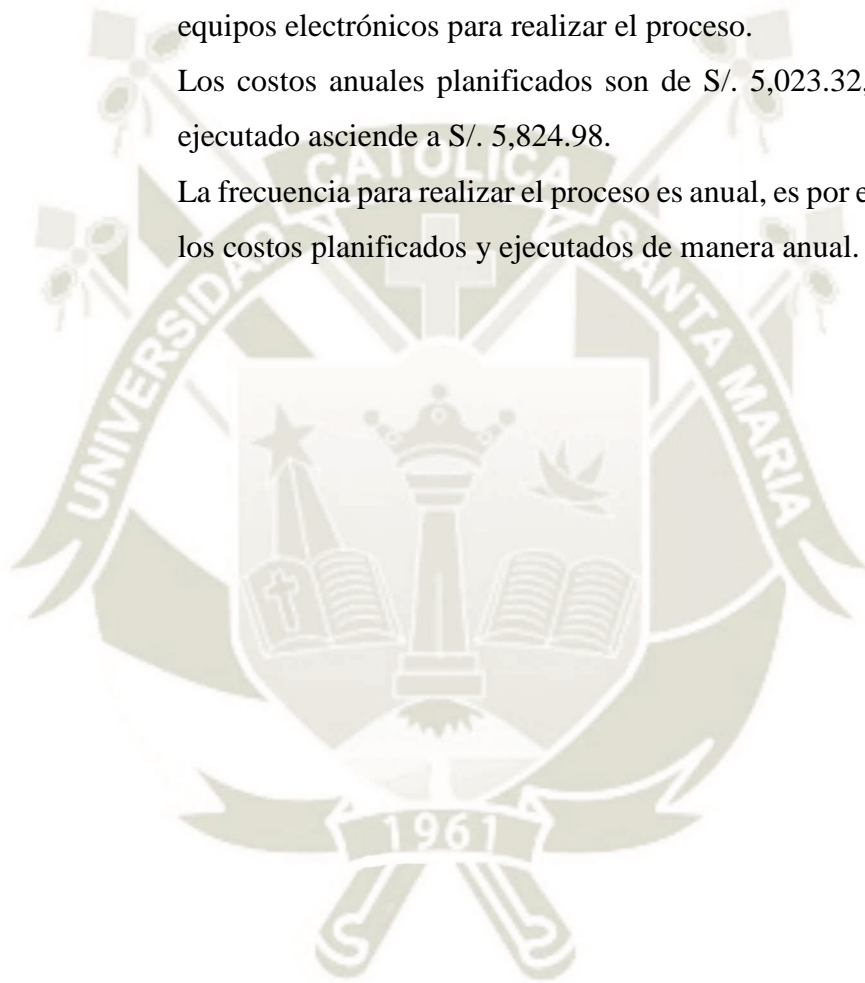 equipos electrónicos para realizar el proceso.
Los costos anuales planificados son de S/. 5,023.32,
ejecutado asciende a S/. 5,824.98.
La frecuencia para realizar el proceso es anual, es por
los costos planificados y ejecutados de manera anual.
UNIVERSIDAD CATOLICA SANTA MARIA
1961